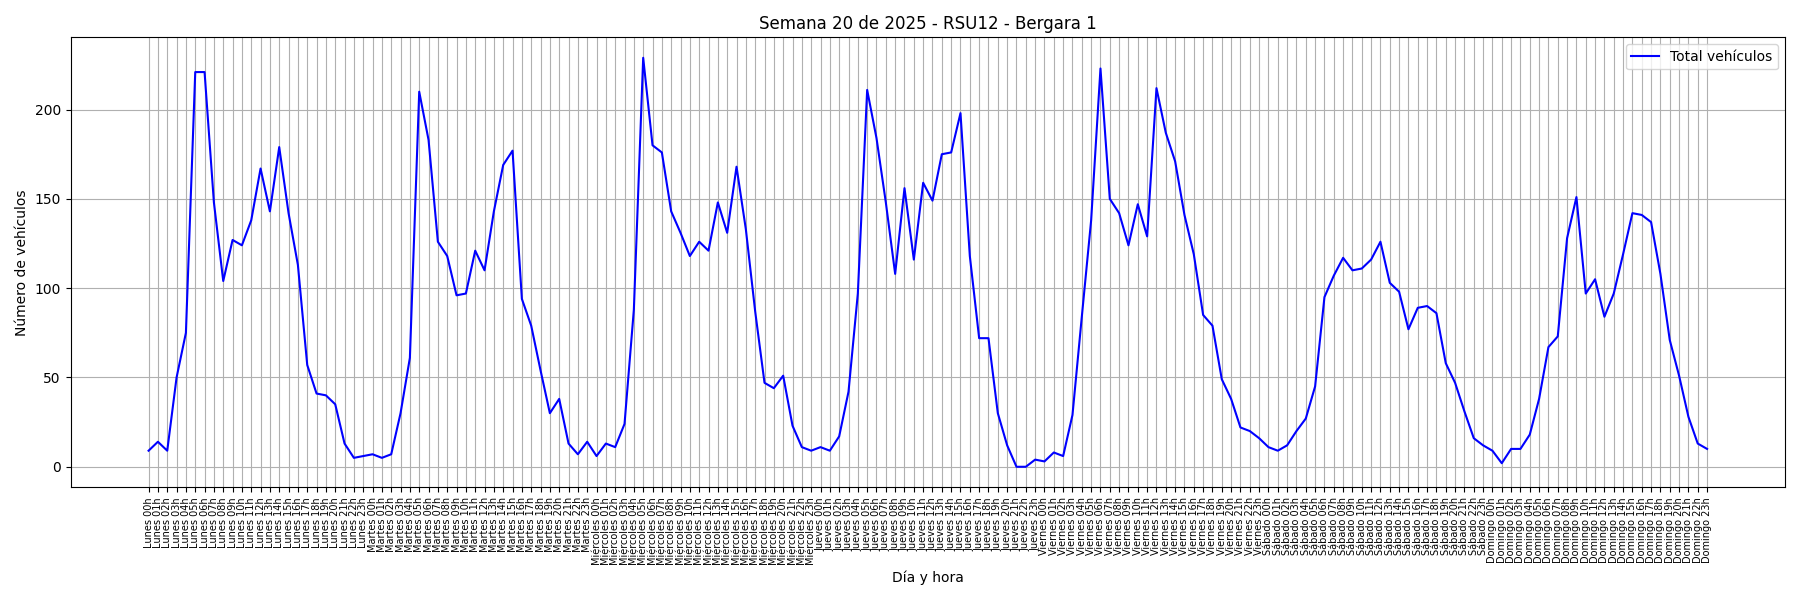 Semana 20 de 2025 - RSU12 - Bergara 1
Total vehículos
Número de vehículos
200
150
100
50
0
Lunes 00h
Lunes 01h
Lunes 02h
Lunes 03h
Lunes 04h
Lunes 05h
Lunes 06h
Lunes 07h
Lunes 08h
Lunes 09h
Lunes 10h
Lunes 11h
Lunes 12h
Lunes 13h
Lunes 14h
Lunes 15h
Lunes 16h
Lunes 17h
Lunes 18h
Lunes 19h
Lunes 20h
Lunes 21h
Lunes 22h
Lunes 23h
Martes 00h
Martes 01h
Martes 02h
Martes 03h
Martes 04h
Martes 05h
Martes 06h
Martes 07h
Martes 08h
Martes 09h
Martes 10h
Martes 11h
Martes 12h
Martes 13h
Martes 14h
Martes 15h
Martes 16h
Martes 17h
Martes 18h
Martes 19h
Martes 20h
Martes 21h
Martes 22h
Martes 23h
Miércoles 00h
Miércoles 01h
Miércoles 02h
Miércoles 03h
Miércoles 04h
Miércoles 05h
Miércoles 06h
Miércoles 07h
Miércoles 08h
Miércoles 09h
Miércoles 10h
Miércoles 11h
Miércoles 12h
Miércoles 13h
Miércoles 14h
Miércoles 15h
Miércoles 16h
Miércoles 17h
Miércoles 18h
Miércoles 19h
Miércoles 20h
Miércoles 21h
Miércoles 22h
Miércoles 23h
Jueves 00h
Jueves 01h
Jueves 02h
Jueves 03h
Jueves 04h
Jueves 05h
Jueves 06h
Jueves 07h
Jueves 08h
Jueves 09h
Jueves 10h
Jueves 11h
Jueves 12h
Jueves 13h
Jueves 14h
Jueves 15h
Jueves 16h
Jueves 17h
Jueves 18h
Jueves 19h
Jueves 20h
Jueves 21h
Jueves 22h
Jueves 23h
Viernes 00h
Viernes 01h
Viernes 02h
Viernes 03h
Viernes 04h
Viernes 05h
Viernes 06h
Viernes 07h
Viernes 08h
Viernes 09h
Viernes 10h
Viernes 11h
Viernes 12h
Viernes 13h
Viernes 14h
Viernes 15h
Viernes 16h
Viernes 17h
Viernes 18h
Viernes 19h
Viernes 20h
Viernes 21h
Viernes 22h
Viernes 23h
Sábado 00h
Sábado 01h
Sábado 02h
Sábado 03h
Sábado 04h
Sábado 05h
Sábado 06h
Sábado 07h
Sábado 08h
Sábado 09h
Sábado 10h
Sábado 11h
Sábado 12h
Sábado 13h
Sábado 14h
Sábado 15h
Sábado 16h
Sábado 17h
Sábado 18h
Sábado 19h
Sábado 20h
Sábado 21h
Sábado 22h
Sábado 23h
Domingo 00h
Domingo 01h
Domingo 02h
Domingo 03h
Domingo 04h
Domingo 05h
Domingo 06h
Domingo 07h
Domingo 08h
Domingo 09h
Domingo 10h
Domingo 11h
Domingo 12h
Domingo 13h
Domingo 14h
Domingo 15h
Domingo 16h
Domingo 17h
Domingo 18h
Domingo 19h
Domingo 20h
Domingo 21h
Domingo 22h
Domingo 23h
Día y hora